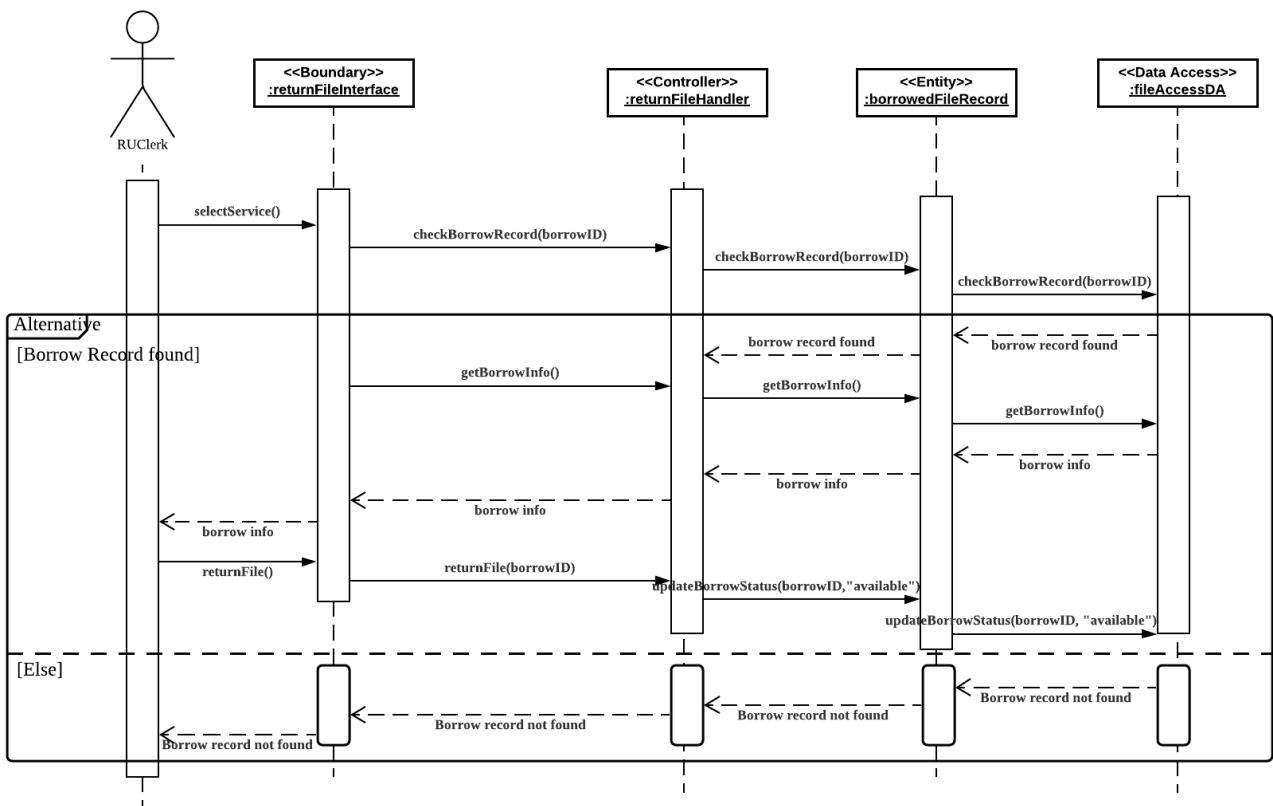 <<Boundary>>
:returnFileInterface
<<Controller>>
:returnFileHandler
<<Entity>>
:borrowedFileRecord
<<Data Access>>
:fileAccessDA
RUClerk
selectService()
checkBorrowRecord(borrowID)
checkBorrowRecord(borrowID)
checkBorrowRecord(borrowID)
Alternative
[Borrow Record found]
borrow record found
borrow record found
getBorrowInfo()
getBorrowInfo()
getBorrowInfo()
borrow info
borrow info
borrow info
borrow info
returnFile()
returnFile(borrowID)
updateBorrowStatus(borrowID,"available")
updateBorrowStatus(borrowID, "available")
[Else]
Borrow record not found
Borrow record not found
Borrow record not found
Borrow record not found